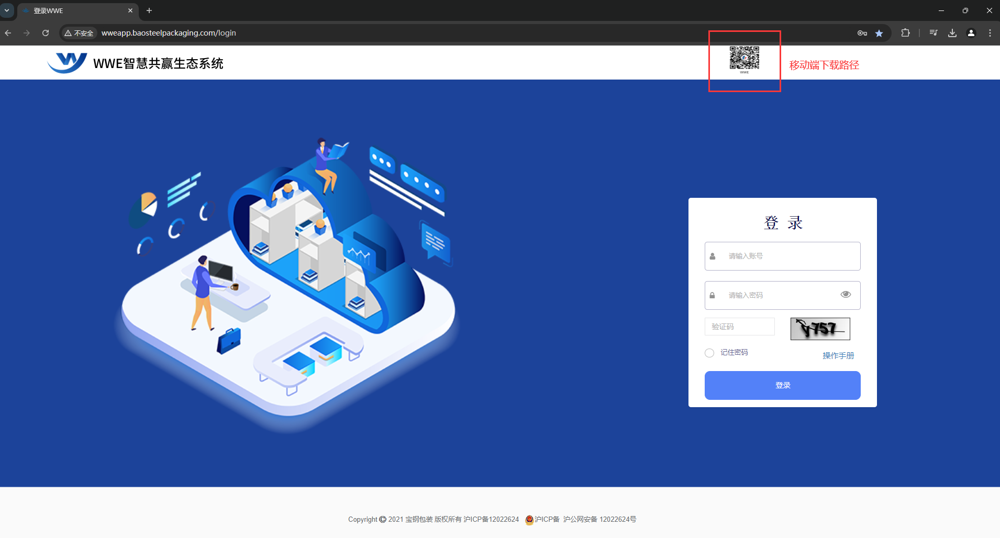 登录WWE
不安全
wweapp.baosteelpackaging.com/login
WWE智慧共赢生态系统
WWE
移动端下载路径
登 录
请输入账号
请输入密码
验证码
y757
记住密码
操作手册
登录
Copyright © 2021 宝钢包装 版权所有 沪ICP备12022624 沪ICP备 沪公网安备 12022624号